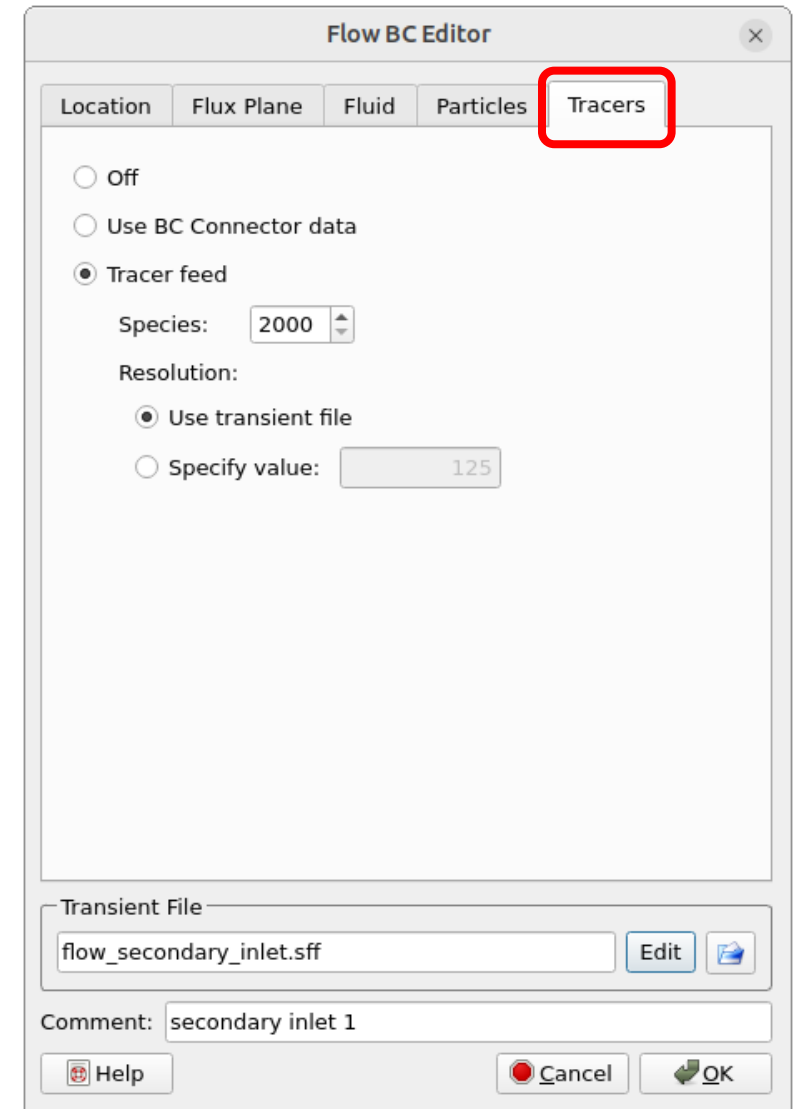 Flow BC Editor
Location Flux Plane Fluid Particles Tracers
Off
Use BC Connector data
Tracer feed
Species: 2000
Resolution:
Use transient file
Specify value: 125
Transient File
flow_secondary_inlet.sff Edit
Comment: secondary inlet 1
Help Cancel OK